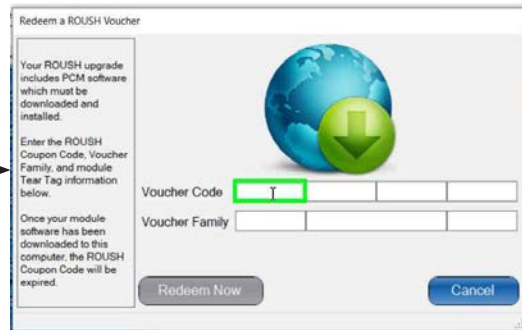 Redeem a ROUSH Voucher
Your ROUSH upgrade
includes PCM software
which must be
downloaded and
installed.
Enter the ROUSH
Coupon Code, Voucher
Family, and module
Tear Tag information
below.
Once your module
software has been
downloaded to this
computer, the ROUSH
Coupon Code will be
expired.
Voucher Code
Voucher Family
Redeem Now
Cancel